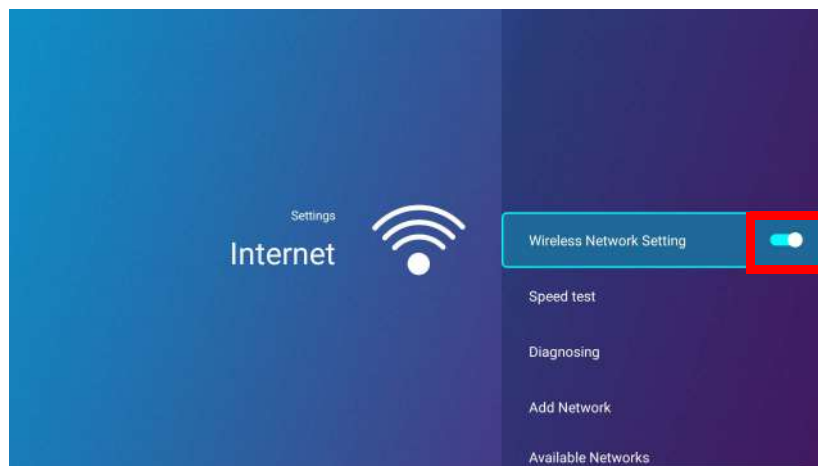 Settings
Internet
Wireless Network Setting
Speed test
Diagnosing
Add Network
Available Networks